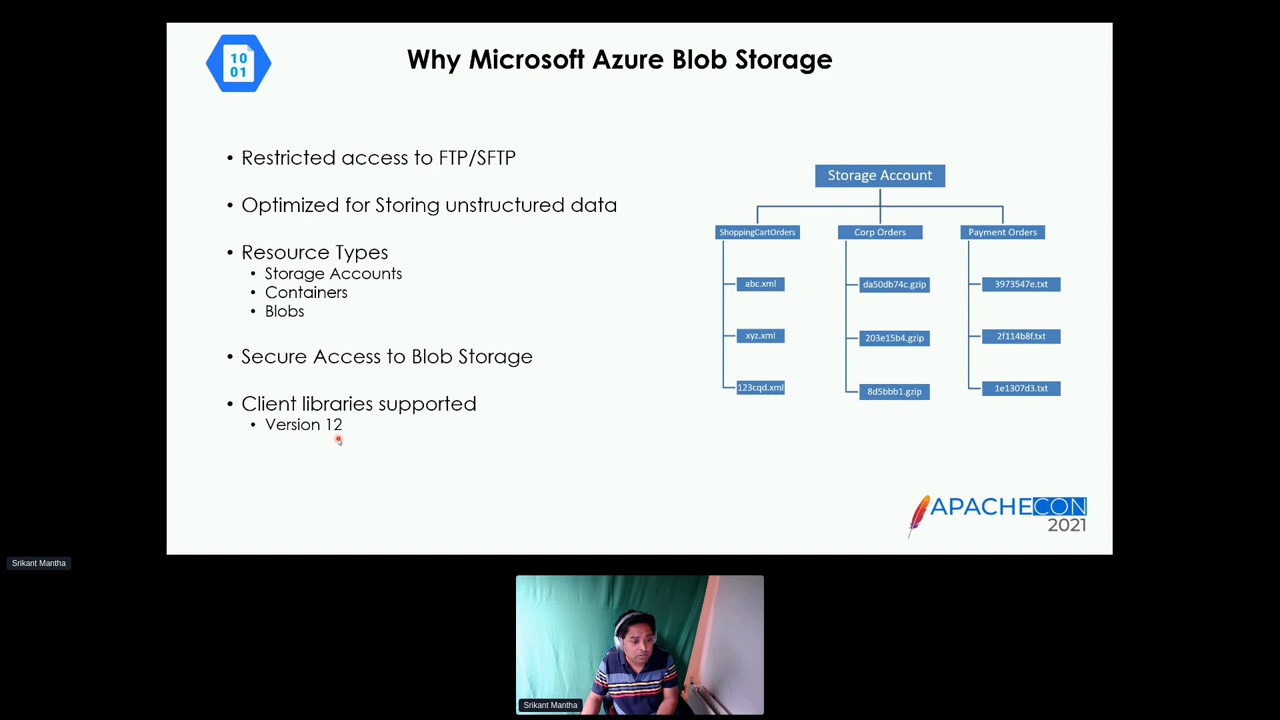 10
01
Why Microsoft Azure Blob Storage
• Restricted access to FTP/SFTP
• Optimized for Storing unstructured data
• Resource Types
• Storage Accounts
• Containers
• Blobs
• Secure Access to Blob Storage
• Client libraries supported
• Version 12
Storage Account
ShoppingCartOrders
Corp Orders
Payment Orders
abc.xml
da50db74c.gzip
3973547e.txt
xyz.xml
203e15b4.gzip
2f114b8f.txt
123cqd.xml
8d5bbb1.gzip
1e1307d3.txt
APACHECON
2021
Srikant Mantha
Srikant Mantha